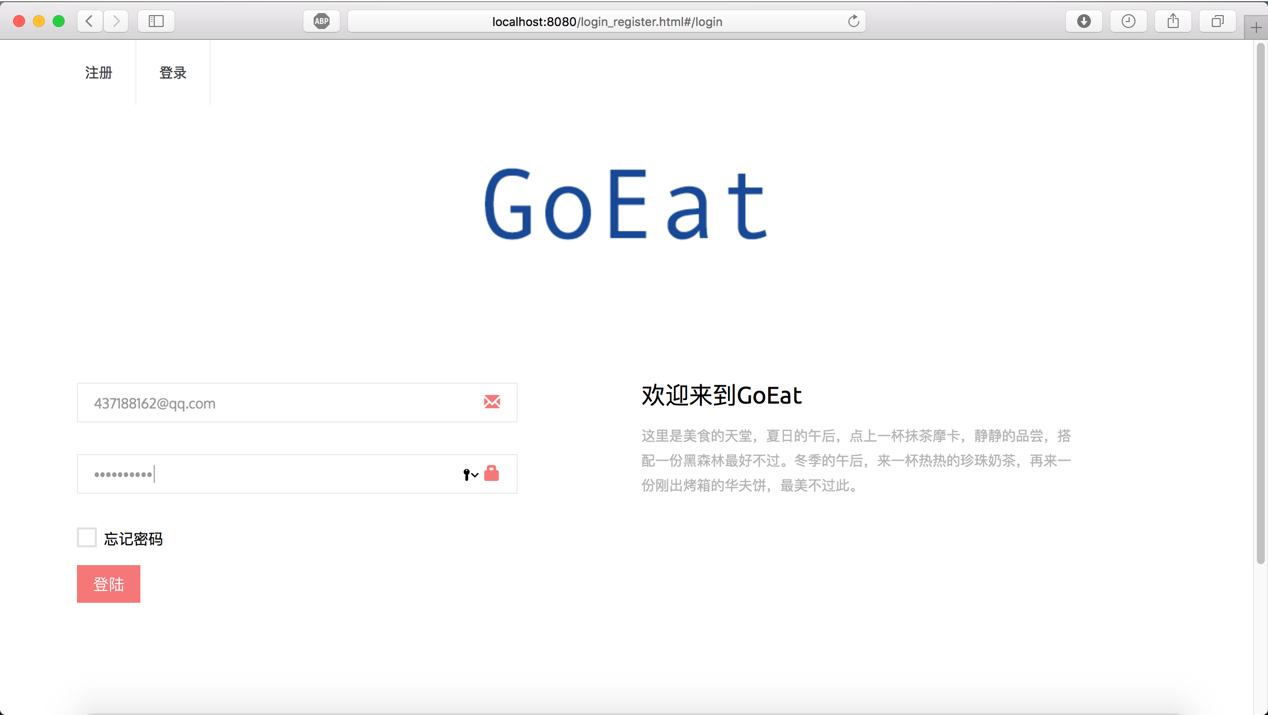 ABP
localhost:8080/login_register.html#/login
注册
登录
GoEat
437188162@qq.com
••••••••••
忘记密码
登陆
欢迎来到GoEat
这里是美食的天堂，夏日的午后，点上一杯抹茶摩卡，静静的品尝，搭
配一份黑森林最好不过。冬季的午后，来一杯热热的珍珠奶茶，再来一
份刚出烤箱的华夫饼，最美不过此。